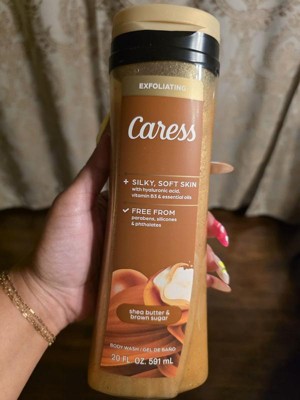 EXFOLIATING
Caress
+ SILKY, SOFT SKIN
with hyaluronic acid,
vitamin B3 & essential oils
✓ FREE FROM
parabens, silicones
& phthalates
shea butter &
brown sugar
BODY WASH / GEL DE BAÑO
20 FL. OZ. 591 mL